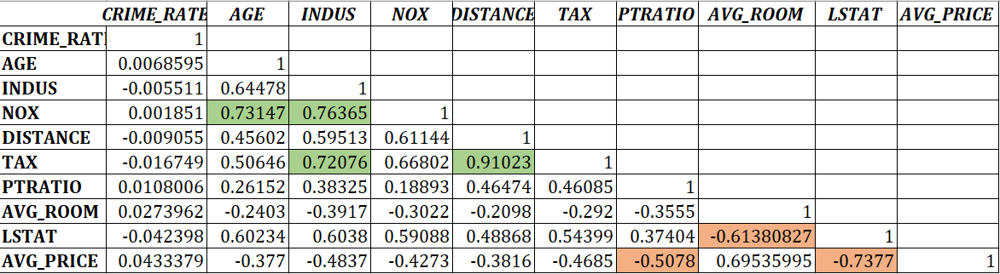 CRIME_RATE AGE INDUS NOX DISTANCE TAX PTRATIO AVG_ROOM LSTAT AVG_PRICE
CRIME_RAT 1
AGE 0.0068595 1
INDUS -0.005511 0.64478 1
NOX 0.001851 0.73147 0.76365 1
DISTANCE -0.009055 0.45602 0.59513 0.61144 1
TAX -0.016749 0.50646 0.72076 0.66802 0.91023 1
PTRATIO 0.0108006 0.26152 0.38325 0.18893 0.46474 0.46085 1
AVG_ROOM 0.0273962 -0.2403 -0.3917 -0.3022 -0.2098 -0.292 -0.3555 1
LSTAT -0.042398 0.60234 0.6038 0.59088 0.48868 0.54399 0.37404 -0.61380827 1
AVG_PRICE 0.0433379 -0.377 -0.4837 -0.4273 -0.3816 -0.4685 -0.5078 0.69535995 -0.7377 1